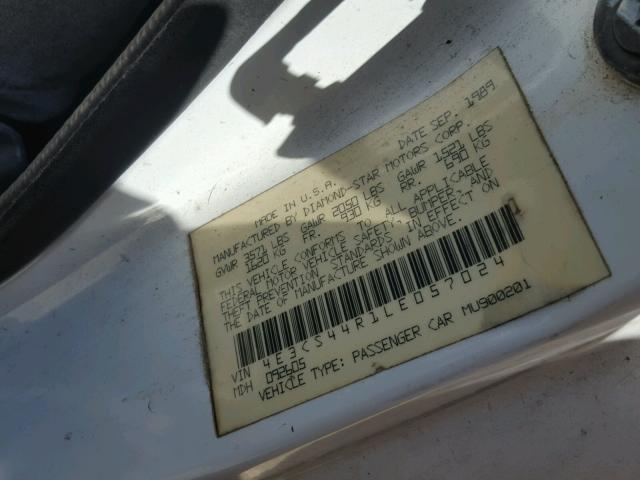 MADE IN U.S.A. DATE SEP. 1989
MANUFACTURED BY DIAMOND-STAR MOTORS CORP.
GVWR 3571 LBS GAWR 2050 LBS GAWR 1521 LBS
1620 KG FR. 930 KG RR. 690 KG
THIS VEHICLE CONFORMS TO ALL APPLICABLE
FEDERAL MOTOR VEHICLE SAFETY, BUMPER, AND
THEFT PREVENTION STANDARDS IN EFFECT ON
THE DATE OF MANUFACTURE SHOWN ABOVE.
VIN 4E3CS44R1LE057024
MDH 092605
VEHICLE TYPE: PASSENGER CAR MU900201